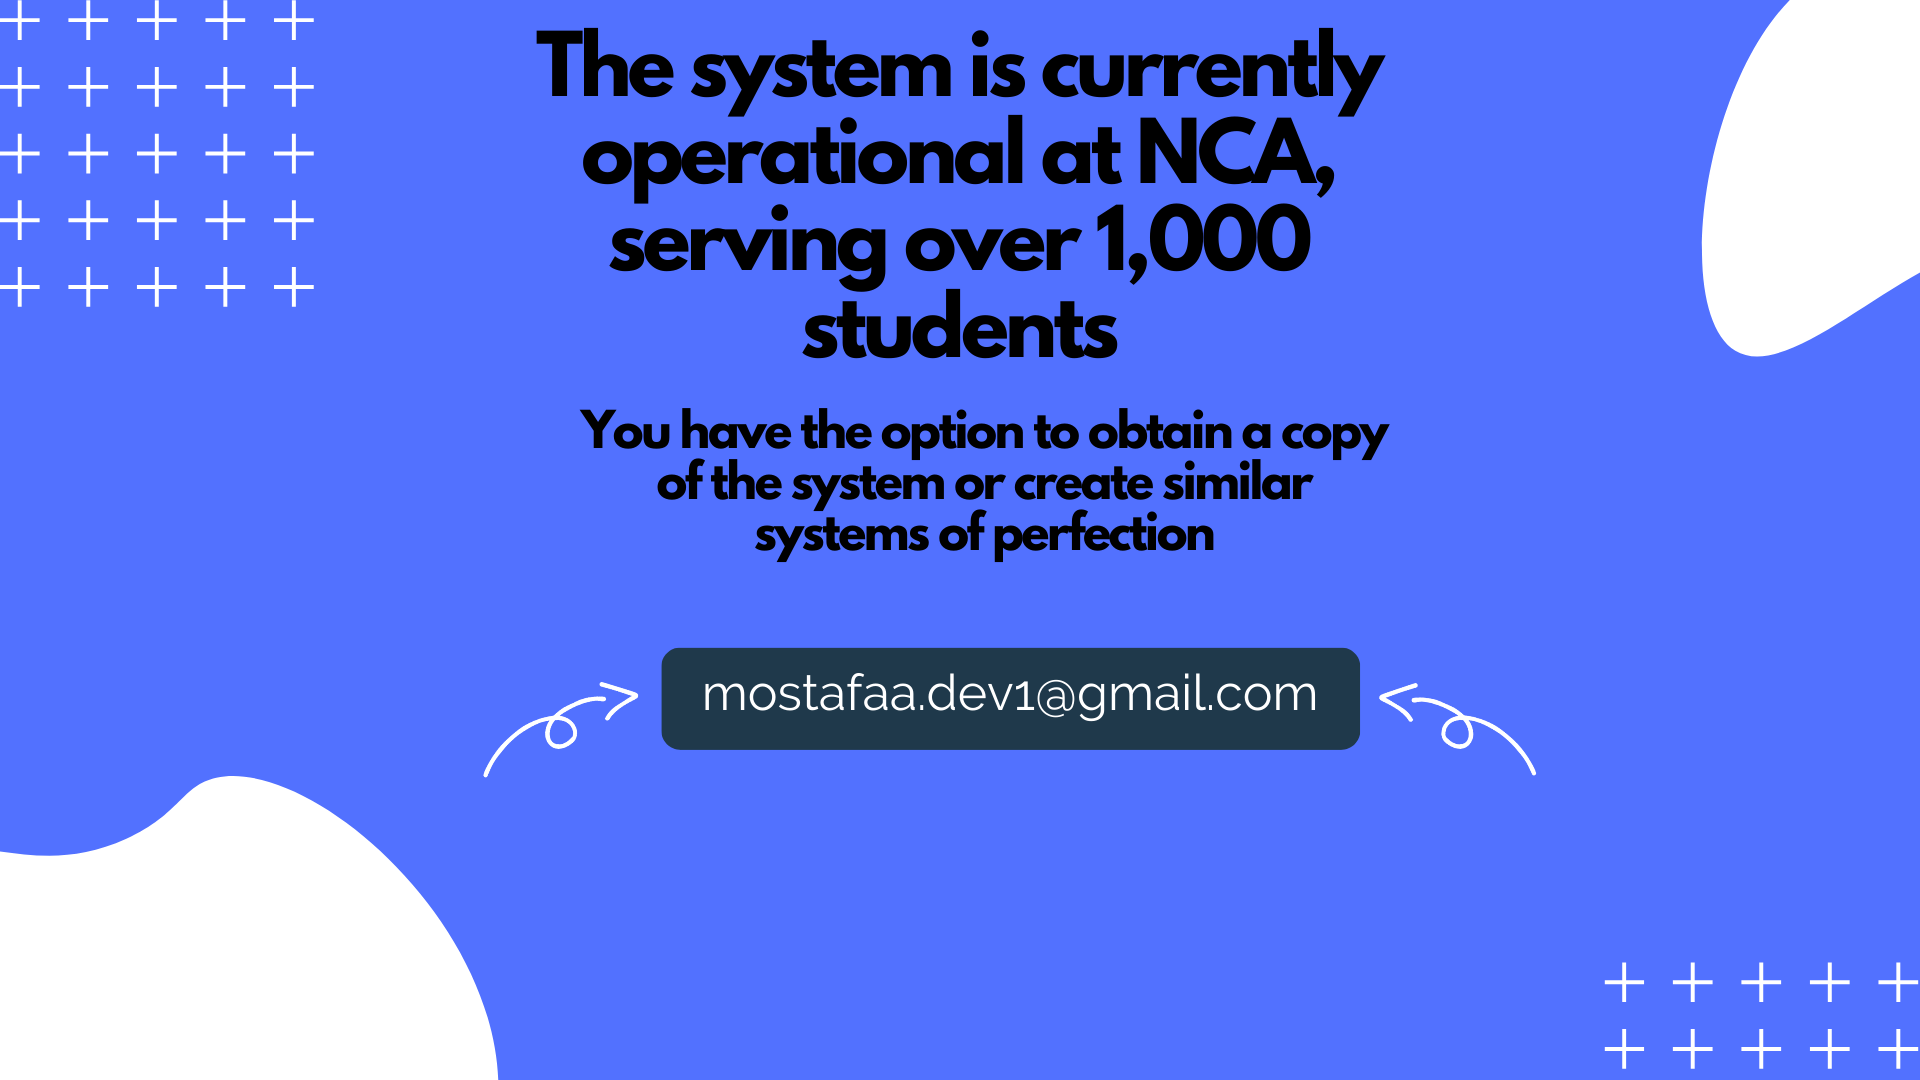 The system is currently
operational at NCA,
serving over 1,000
students
You have the option to obtain a copy
of the system or create similar
systems of perfection
mostafaa.dev1@gmail.com